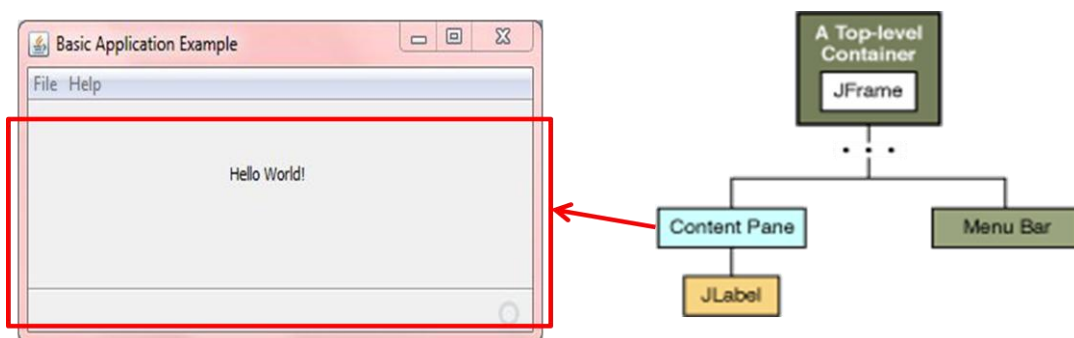 Basic Application Example
File Help
Hello World!
A Top-level
Container
JFrame
Content Pane
Menu Bar
JLabel